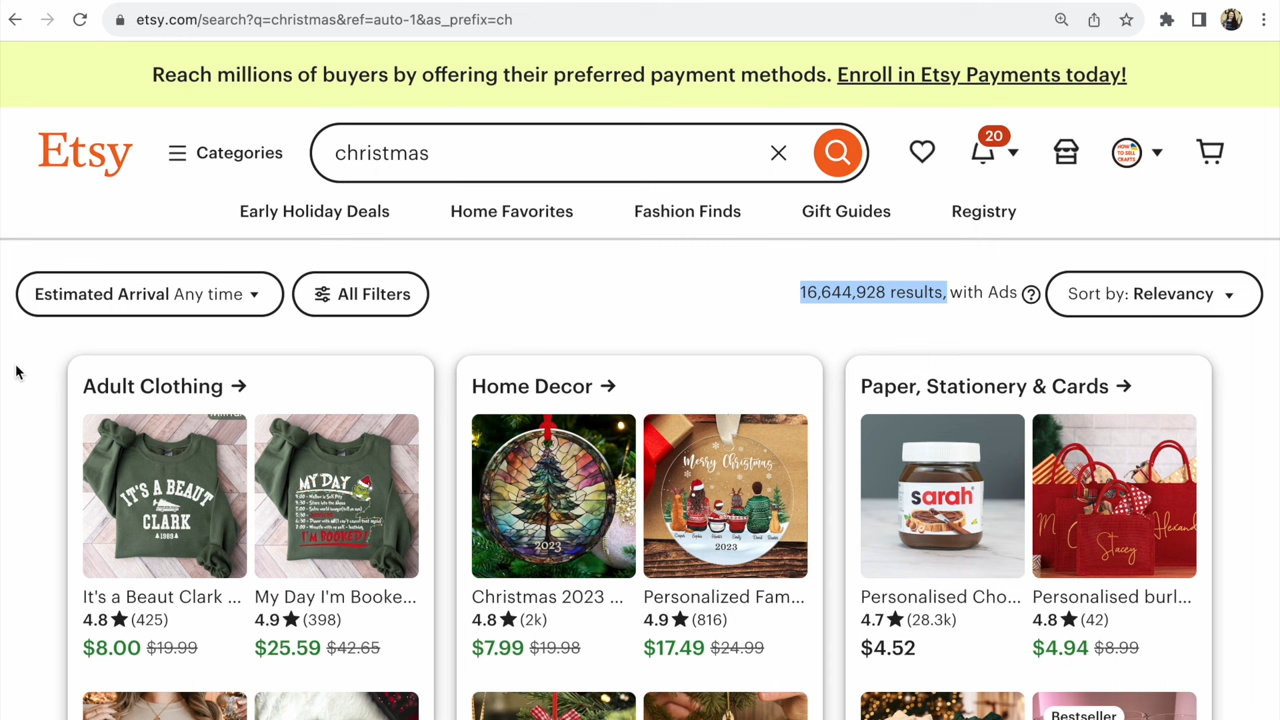 etsy.com/search?q=christmas&ref=auto-1&as_prefix=ch
Reach millions of buyers by offering their preferred payment methods. Enroll in Etsy Payments today!
Etsy
Categories
christmas
20
HOW TO SELL CRAFTS
Early Holiday Deals
Home Favorites
Fashion Finds
Gift Guides
Registry
Estimated Arrival Any time
All Filters
16,644,928 results, with Ads
Sort by: Relevancy
Adult Clothing
IT'S A BEAUT
CLARK
1989
MY DAY
I'M BOOKED!
It's a Beaut Clark ...
4.8 (425)
$8.00 $19.99
My Day I'm Booke...
4.9 (398)
$25.59 $42.65
Home Decor
2023
Merry Christmas
2023
Christmas 2023 ...
4.8 (2k)
$7.99 $19.98
Personalized Fam...
4.9 (816)
$17.49 $24.99
Paper, Stationery & Cards
sarah
Stacey
Personalised Cho...
4.7 (28.3k)
$4.52
Personalised burl...
4.8 (42)
$4.94 $8.99
Bestseller